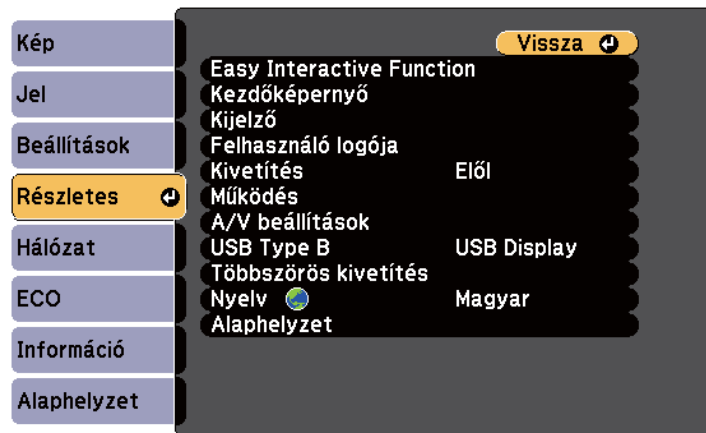 Kép
Jel
Beállítások
Részletes
Hálózat
ECO
Információ
Alaphelyzet
Vissza
Easy Interactive Function
Kezdőképernyő
Kijelző
Felhasználó logója
Kivetítés Elől
Működés
A/V beállítások
USB Type B USB Display
Többszörös kivetítés
Nyelv Magyar
Alaphelyzet